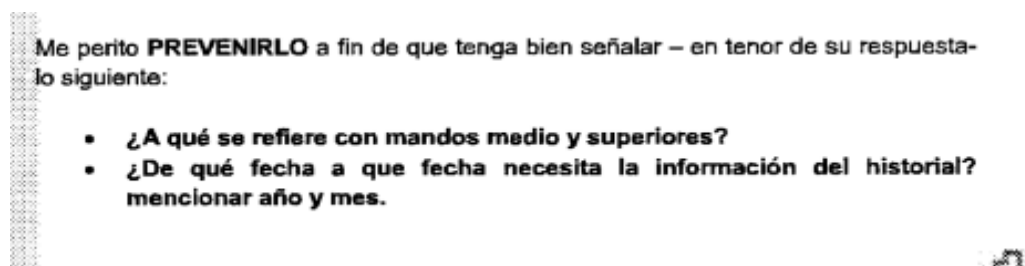 Me perito PREVENIRLO a fin de que tenga bien señalar – en tenor de su respuesta-
lo siguiente:
• ¿A qué se refiere con mandos medio y superiores?
• ¿De qué fecha a que fecha necesita la información del historial?
mencionar año y mes.